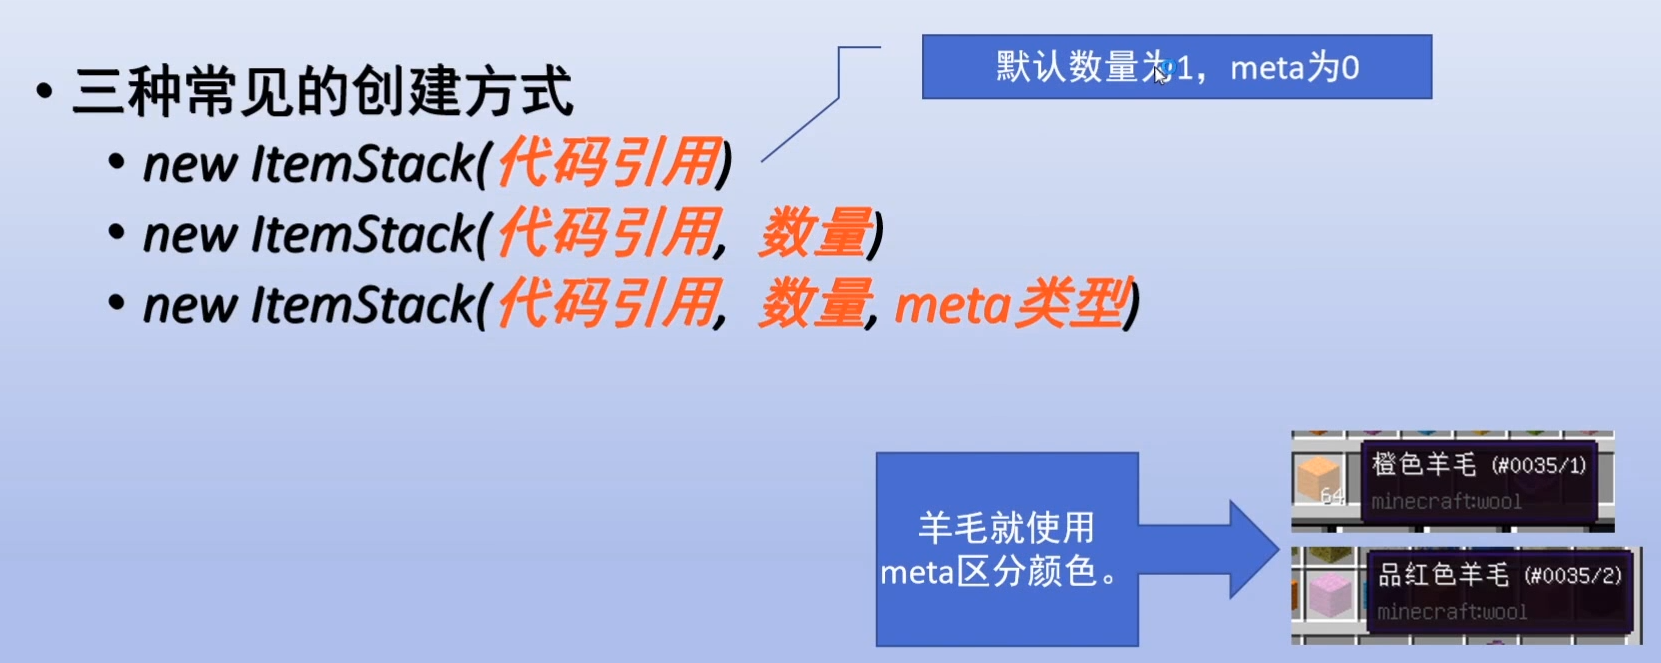 默认数量为1，meta为0
• 三种常见的创建方式
• new ItemStack(代码引用)
• new ItemStack(代码引用, 数量)
• new ItemStack(代码引用, 数量, meta类型)
羊毛就使用
meta区分颜色。
橙色羊毛 (#0035/1)
64
minecraft:wool
品红色羊毛 (#0035/2)
minecraft:wool